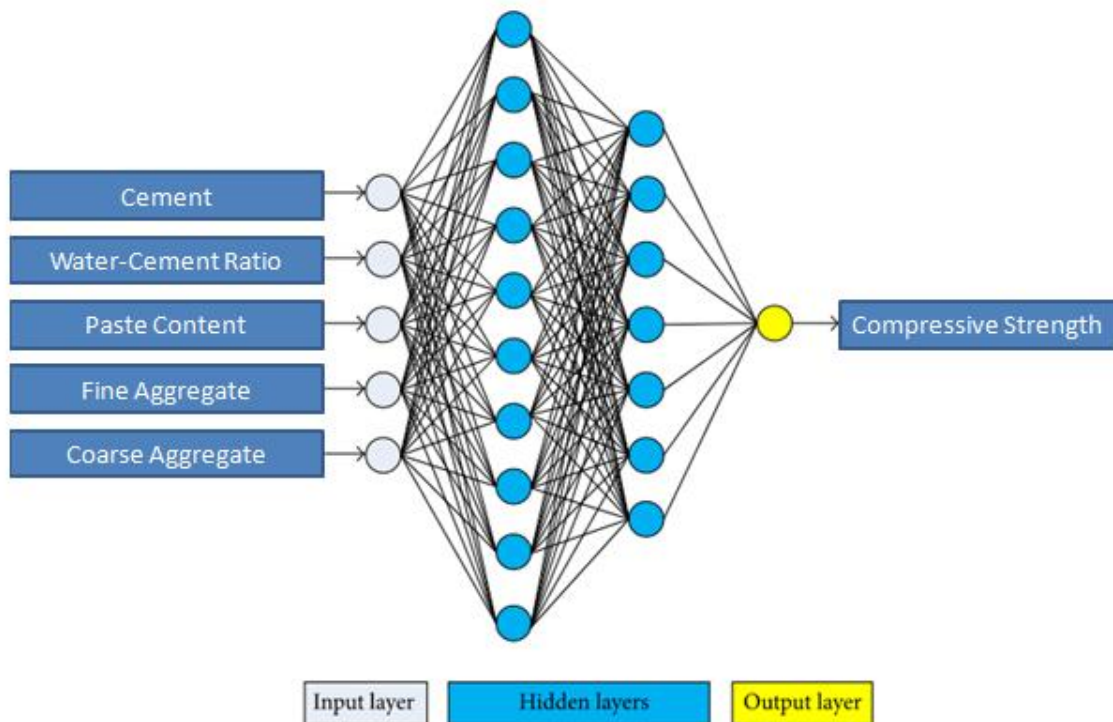 Cement
Water-Cement Ratio
Paste Content
Fine Aggregate
Coarse Aggregate
Compressive Strength
Input layer
Hidden layers
Output layer